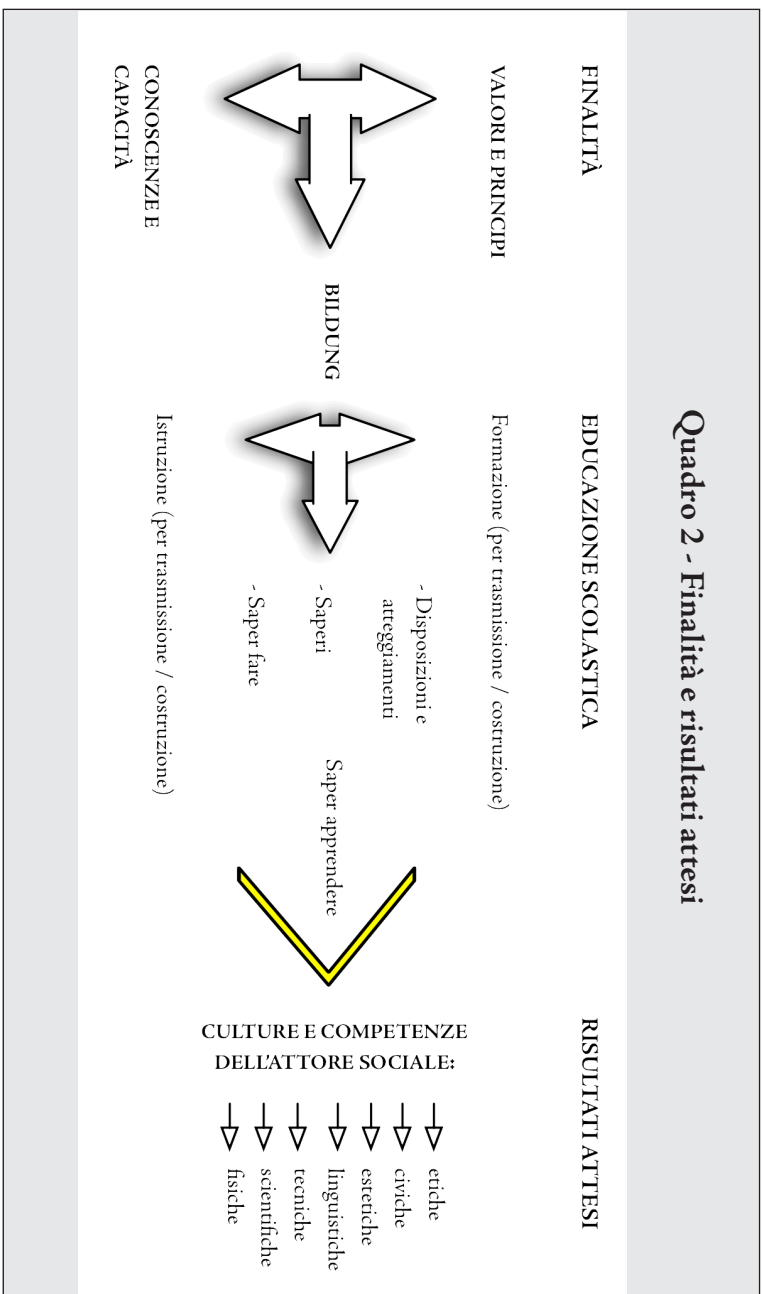 Quadro 2 - Finalità e risultati attesi
FINALITÀ
EDUCAZIONE SCOLASTICA
RISULTATI ATTESI
VALORI E PRINCIPI
Formazione (per trasmissione / costruzione)
- Disposizioni e
atteggiamenti
BILDUNG
- Saperi
Saper apprendere
- Saper fare
CONOSCENZE E
CAPACITÀ
Istruzione (per trasmissione / costruzione)
CULTURE E COMPETENZE
DELL'ATTORE SOCIALE:
etiche
civiche
estetiche
linguistiche
tecniche
scientifiche
fisiche